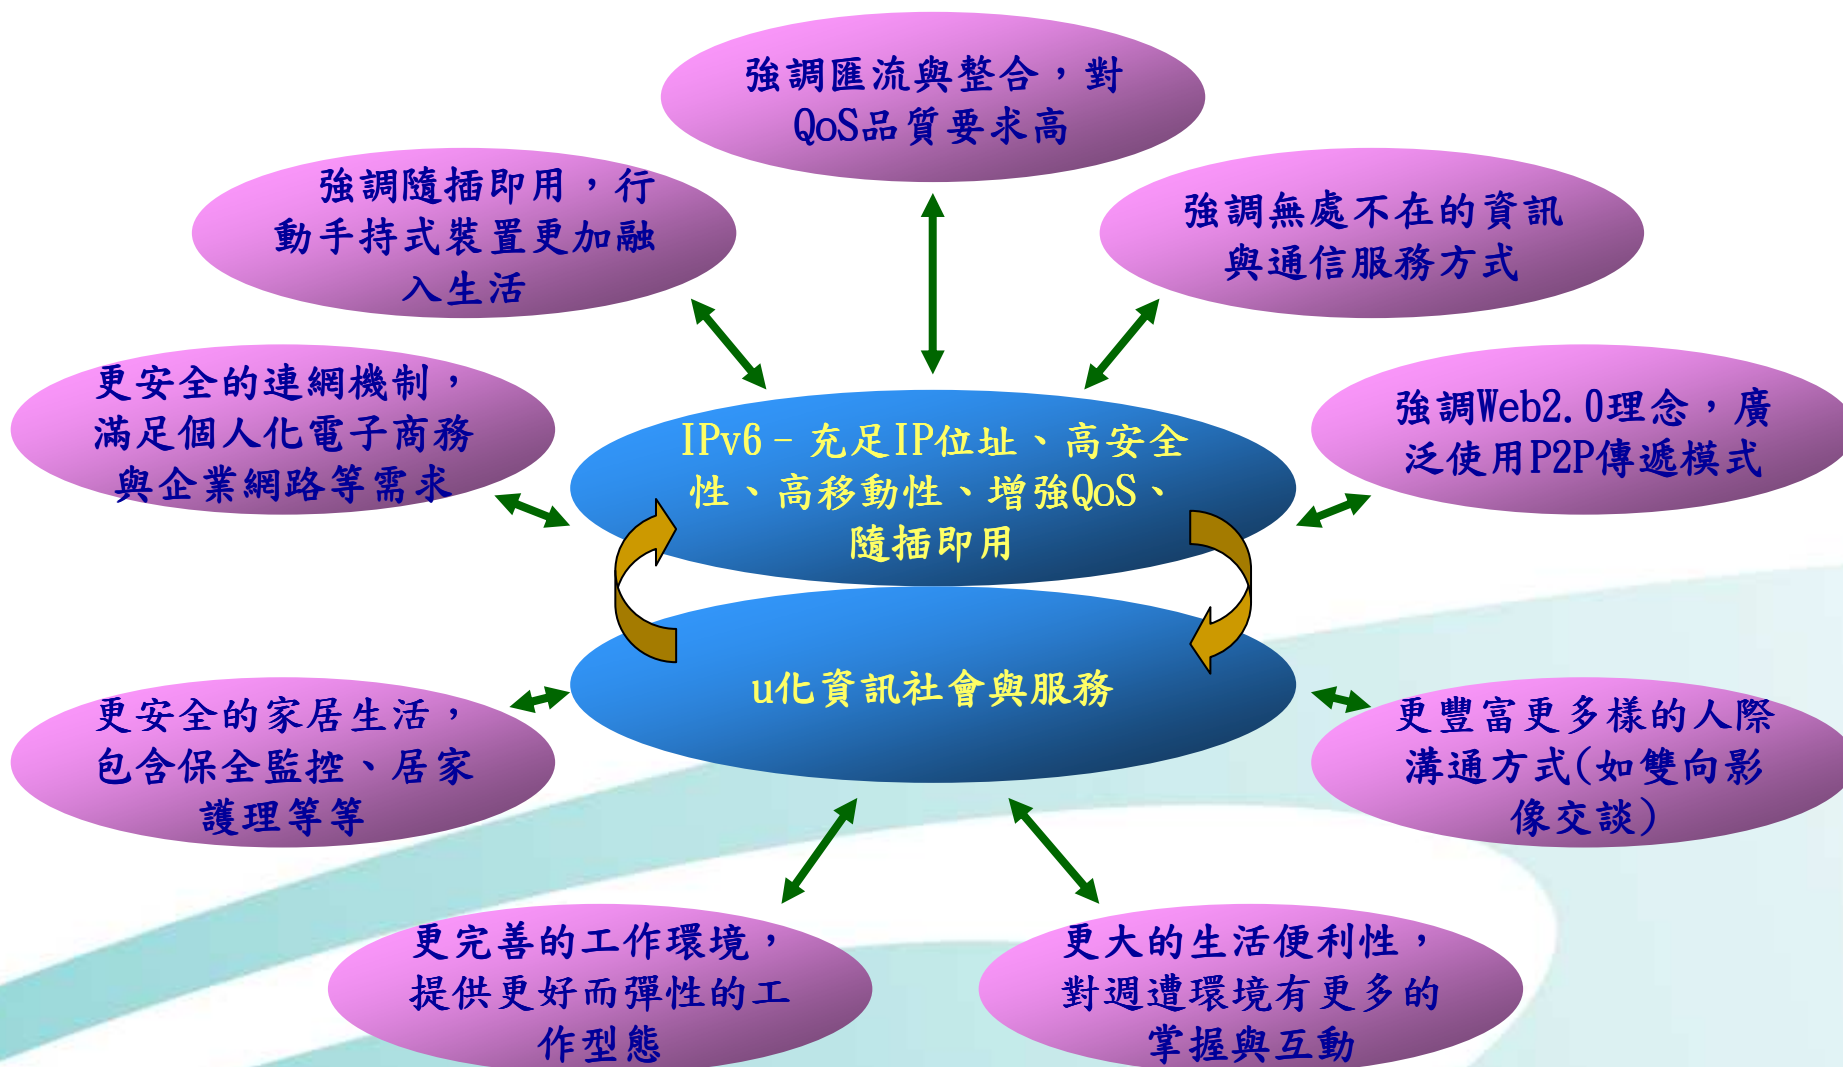 強調匯流與整合，對
QoS品質要求高
強調隨插即用，行
動手持式裝置更加融
入生活
強調無處不在的資訊
與通信服務方式
更安全的連網機制，
滿足個人化電子商務
與企業網路等需求
IPv6－充足IP位址、高安全
性、高移動性、增強QoS、
隨插即用
強調Web2.0理念，廣
泛使用P2P傳遞模式
u化資訊社會與服務
更安全的家居生活，
包含保全監控、居家
護理等等
更豐富更多樣的人際
溝通方式(如雙向影
像交談)
更完善的工作環境，
提供更好而彈性的工
作型態
更大的生活便利性，
對週遭環境有更多的
掌握與互動